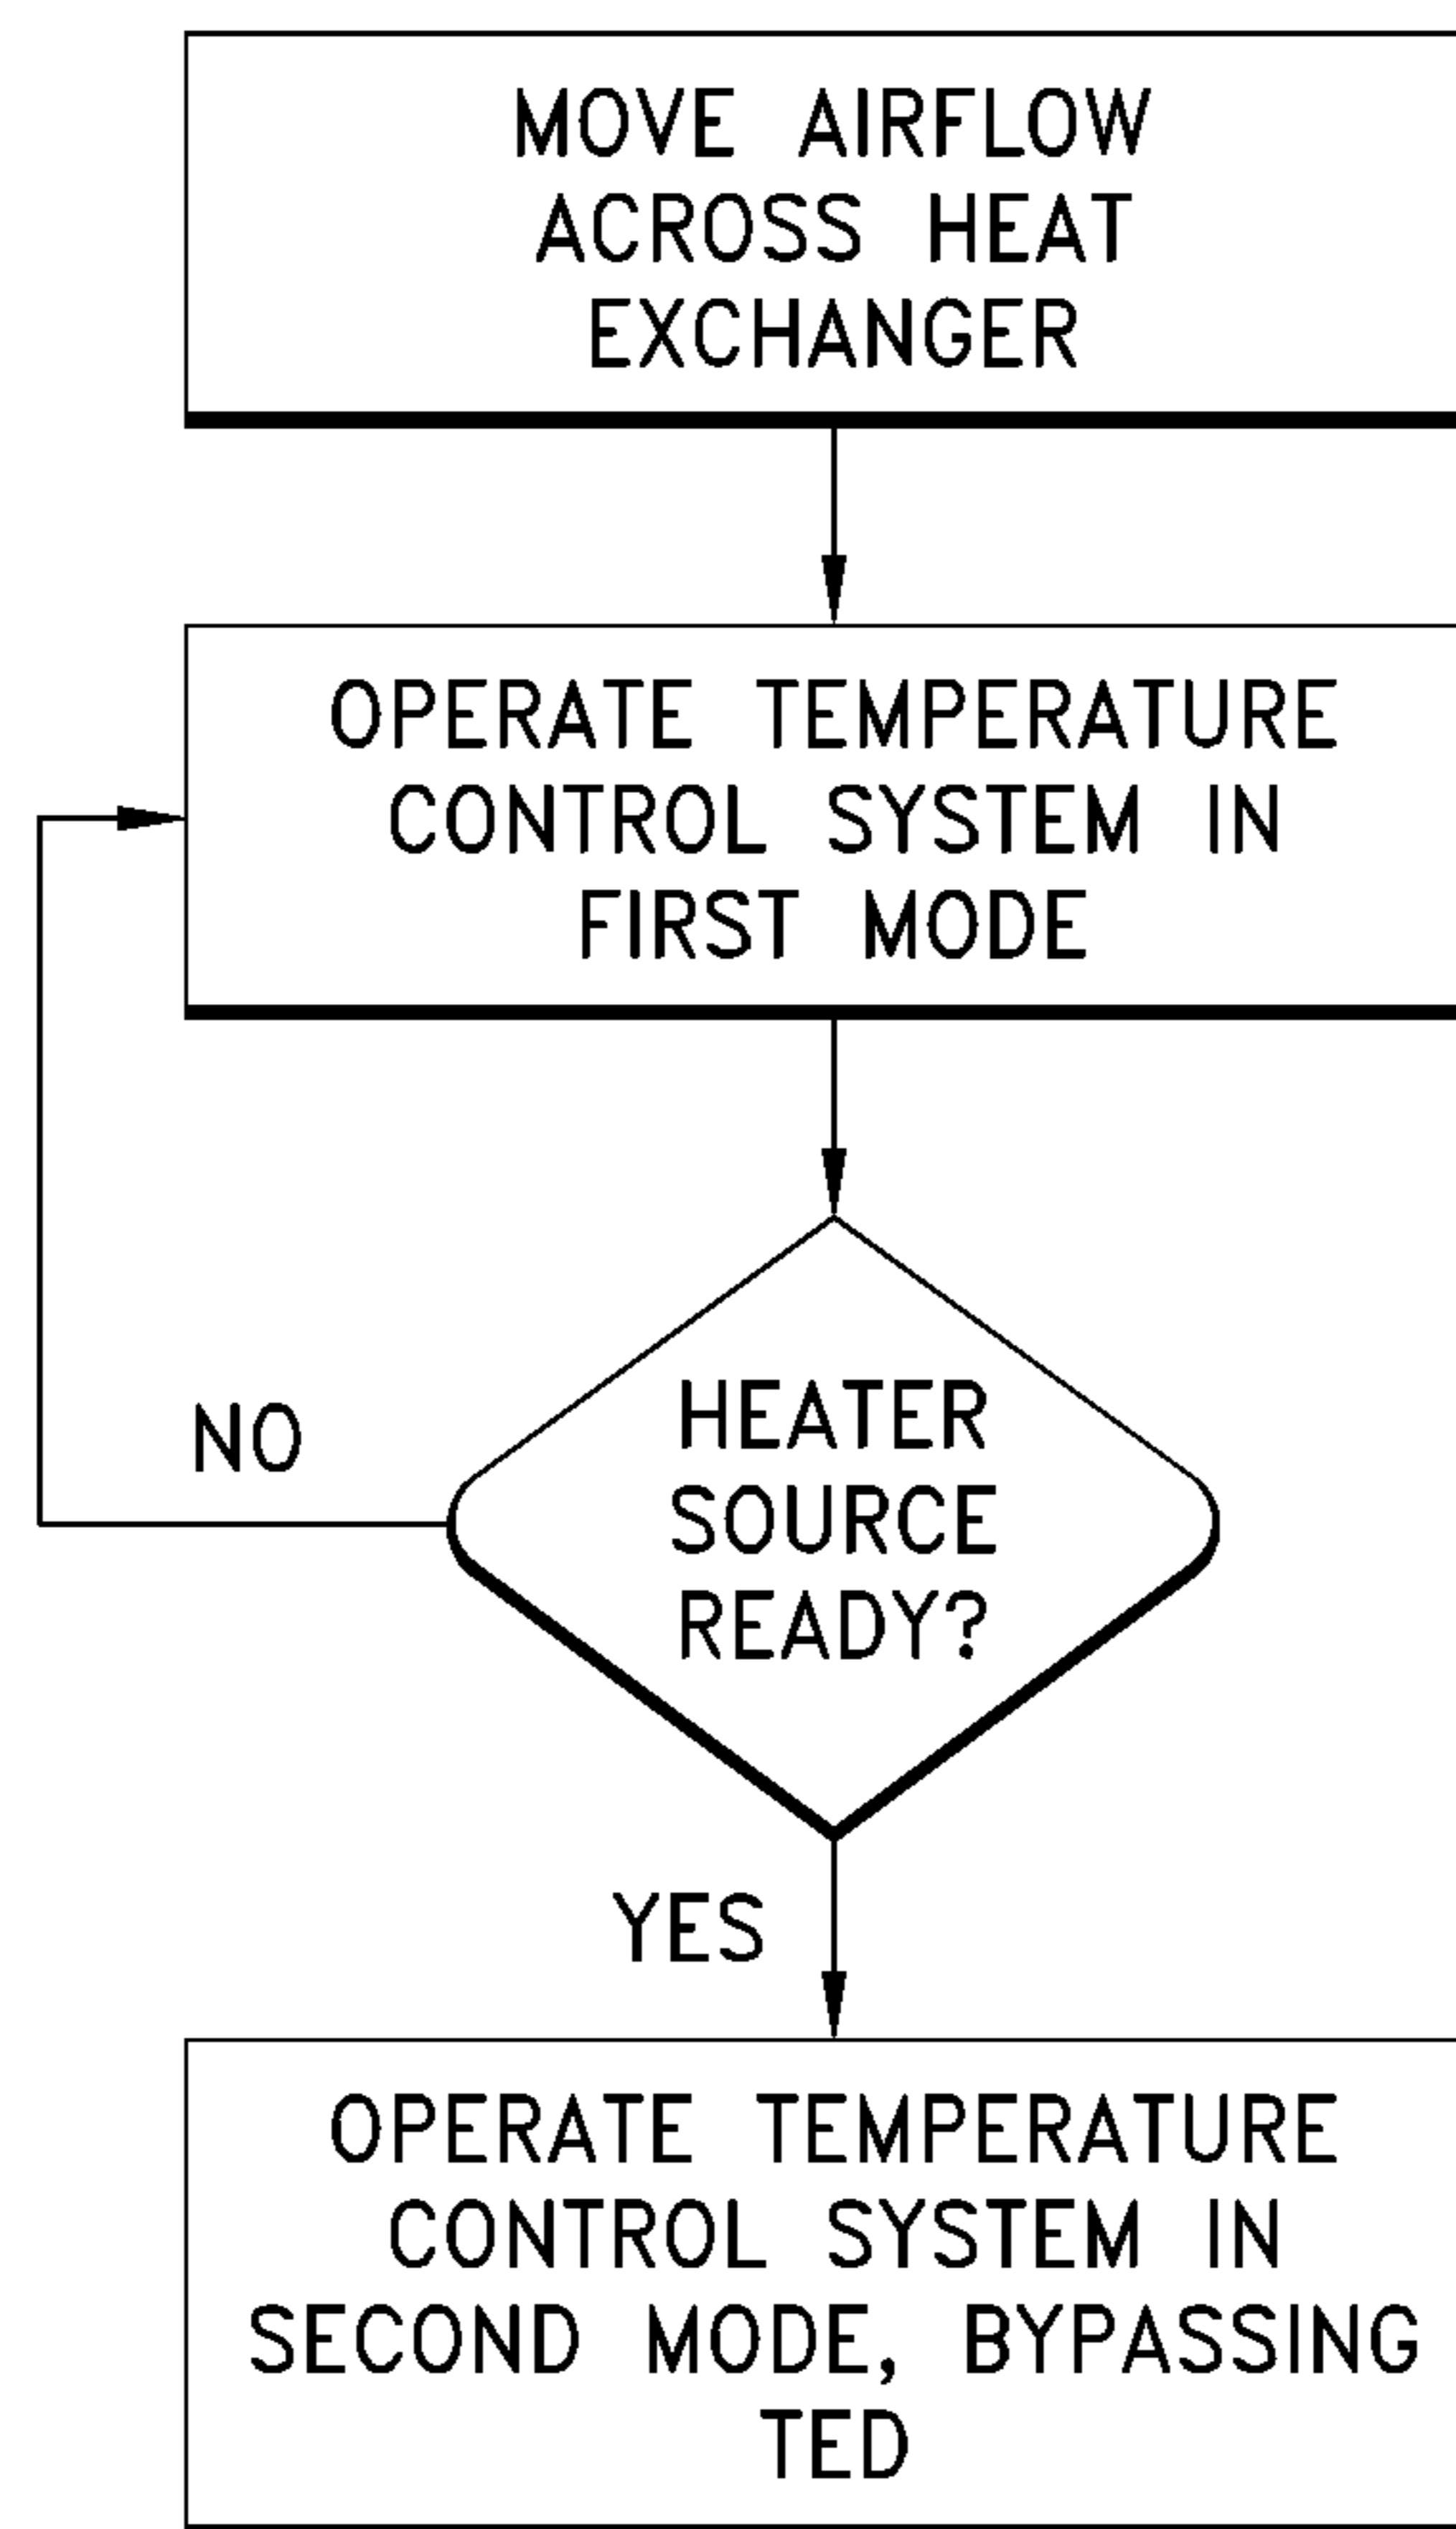 MOVE AIRFLOW
ACROSS HEAT
EXCHANGER
OPERATE TEMPERATURE
CONTROL SYSTEM IN
FIRST MODE
HEATER
SOURCE
READY?
NO
YES
OPERATE TEMPERATURE
CONTROL SYSTEM IN
SECOND MODE, BYPASSING
TED